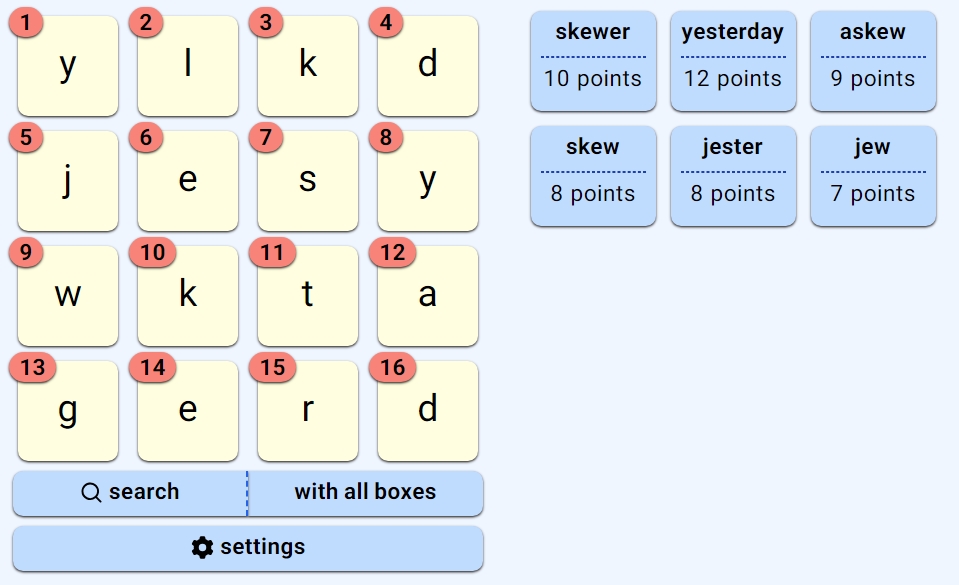 1 2 3 4
y l k d
5 6 7 8
j e s y
9 10 11 12
w k t a
13 14 15 16
g e r d
search with all boxes
settings
skewer yesterday askew
10 points 12 points 9 points
skew jester jew
8 points 8 points 7 points